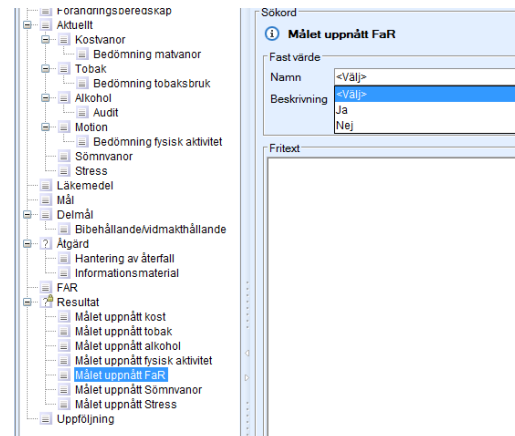 Förändringsberedskap
Aktuellt
Kostvanor
Bedömning matvanor
Tobak
Bedömning tobaksbruk
Alkohol
Audit
Motion
Bedömning fysisk aktivitet
Sömnvanor
Stress
Läkemedel
Mål
Delmål
Bibehållande/vidmakthållande
Åtgärd
Hantering av återfall
Informationsmaterial
FAR
Resultat
Målet uppnått kost
Målet uppnått tobak
Målet uppnått alkohol
Målet uppnått fysisk aktivitet
Målet uppnått FaR
Målet uppnått Sömnvanor
Målet uppnått Stress
Uppföljning
Sökord
Målet uppnått FaR
Fast värde
Namn <Välj>
Beskrivning <Välj>
Ja
Nej
Fritext